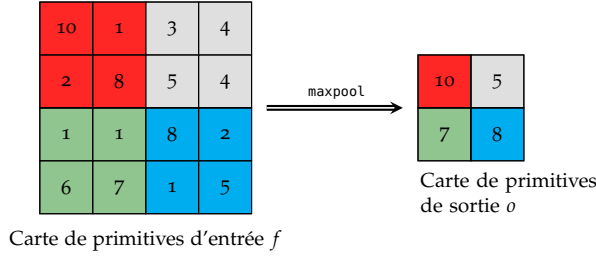 10 1 3 4
2 8 5 4
1 1 8 2
6 7 1 5
maxpool
10 5
7 8
Carte de primitives d'entrée f
Carte de primitives
de sortie o